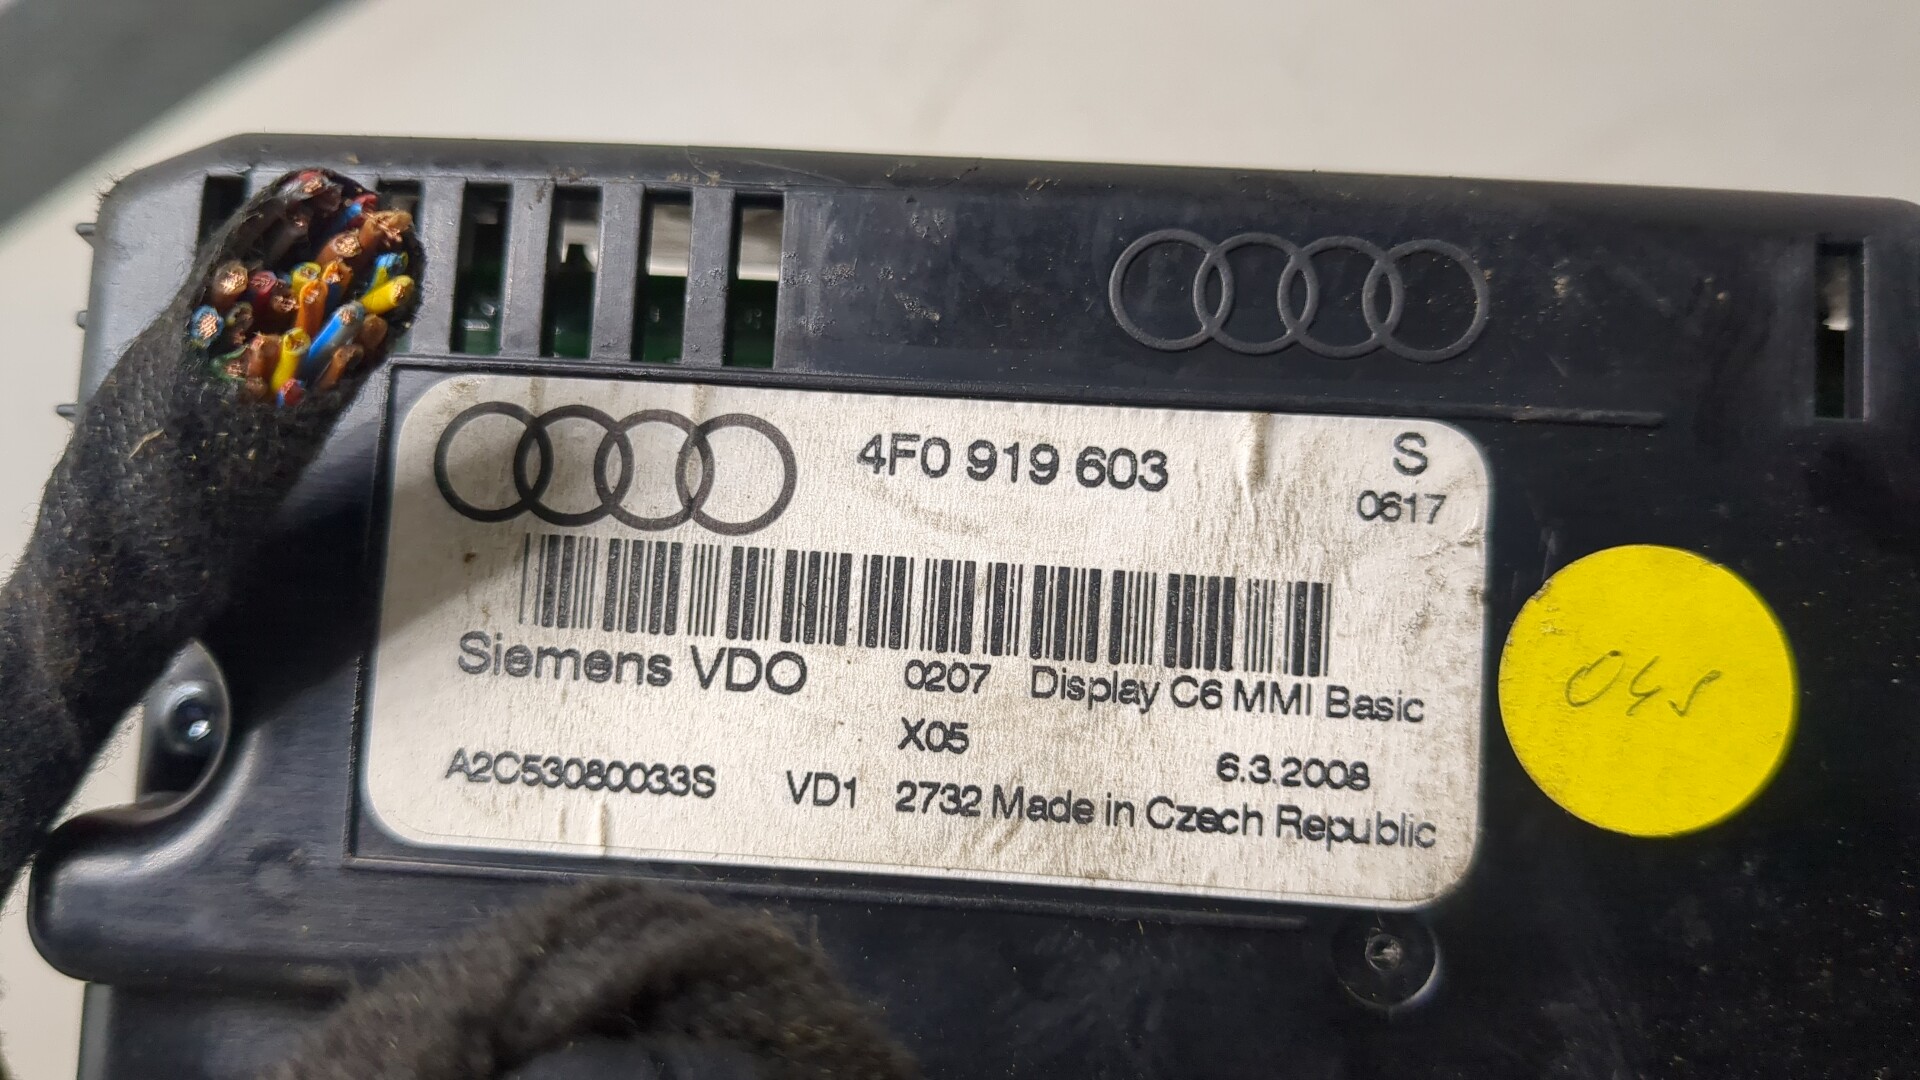 4F0 919 603
S
0617
Siemens VDO 0207 Display C6 MMI Basic
X05
A2C53080033S VD1 2732 Made in Czech Republic
6.3.2008